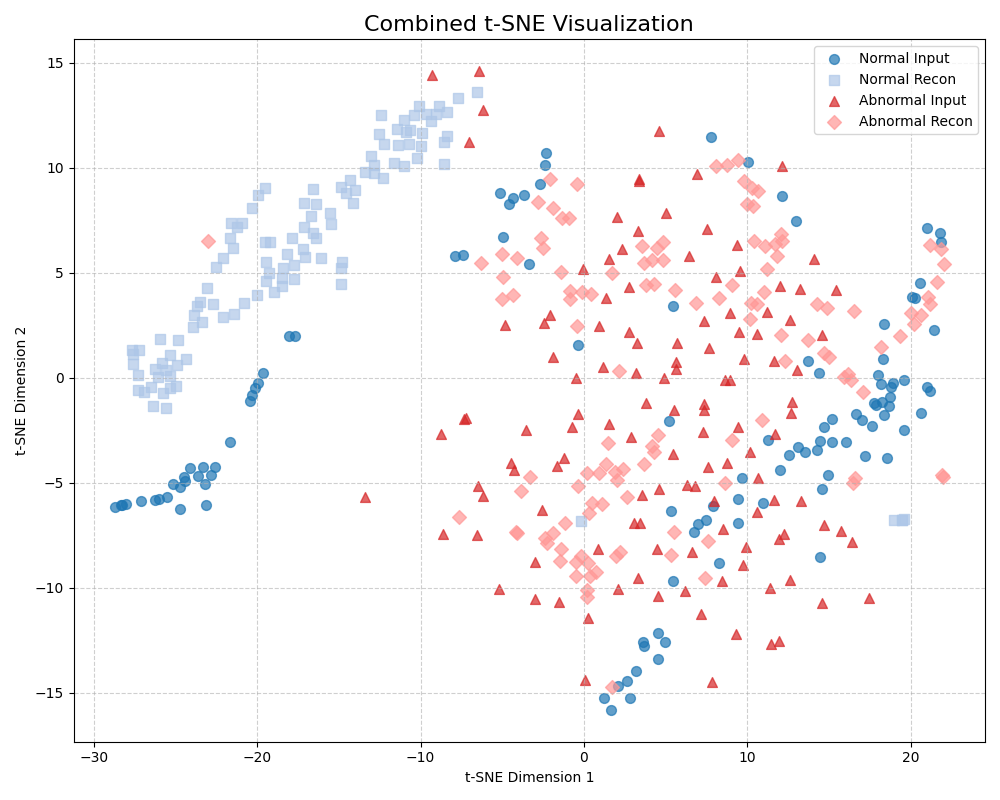 Combined t-SNE Visualization
Normal Input
Normal Recon
Abnormal Input
Abnormal Recon
t-SNE Dimension 2
15
10
5
0
−5
−10
−15
−30
−20
−10
0
10
20
t-SNE Dimension 1